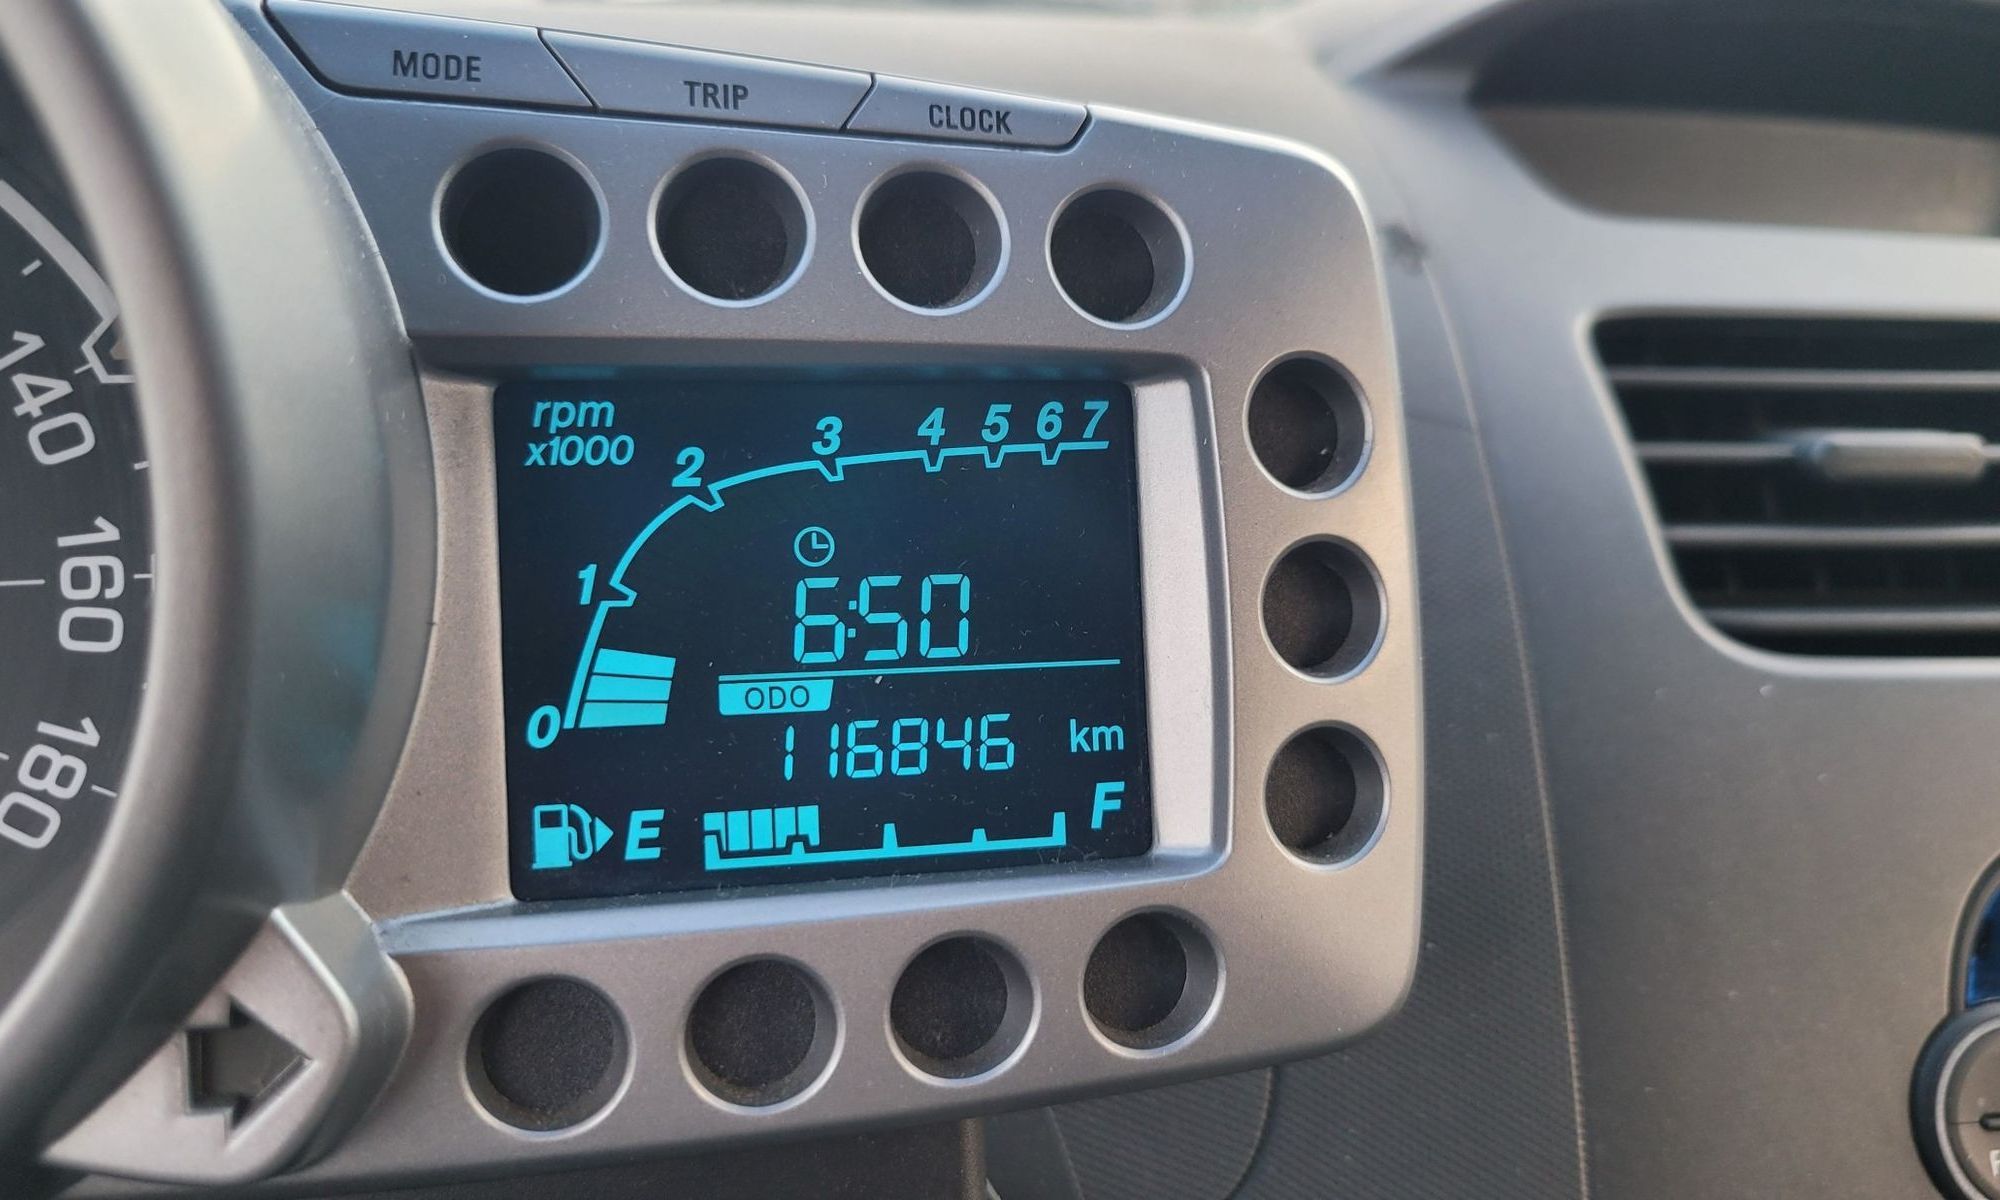 MODE TRIP CLOCK
rpm
x1000
0 1 2 3 4 5 6 7
6:50
ODO
116846 km
E F
140
160
180